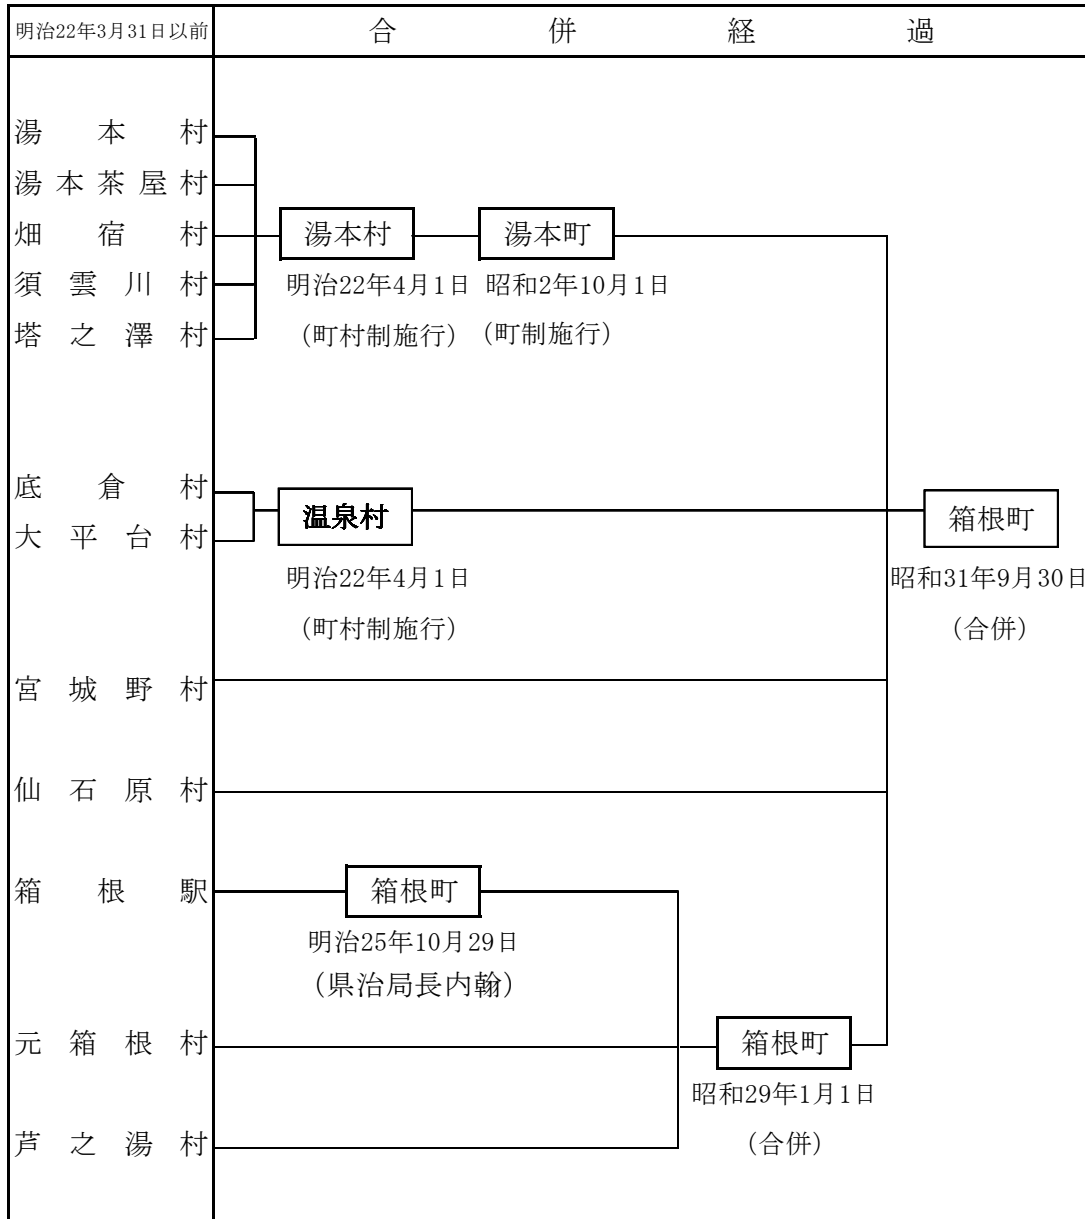 明治22年3月31日以前
合併経過
湯本村
湯本茶屋村
畑宿村
須雲川村
塔之澤村
湯本村
湯本町
明治22年4月1日
昭和2年10月1日
(町村制施行)
(町制施行)
底倉村
大平台村
温泉村
明治22年4月1日
(町村制施行)
箱根町
昭和31年9月30日
(合併)
宮城野村
仙石原村
箱根駅
箱根町
明治25年10月29日
(県治局長内翰)
元箱根村
箱根町
昭和29年1月1日
(合併)
芦之湯村